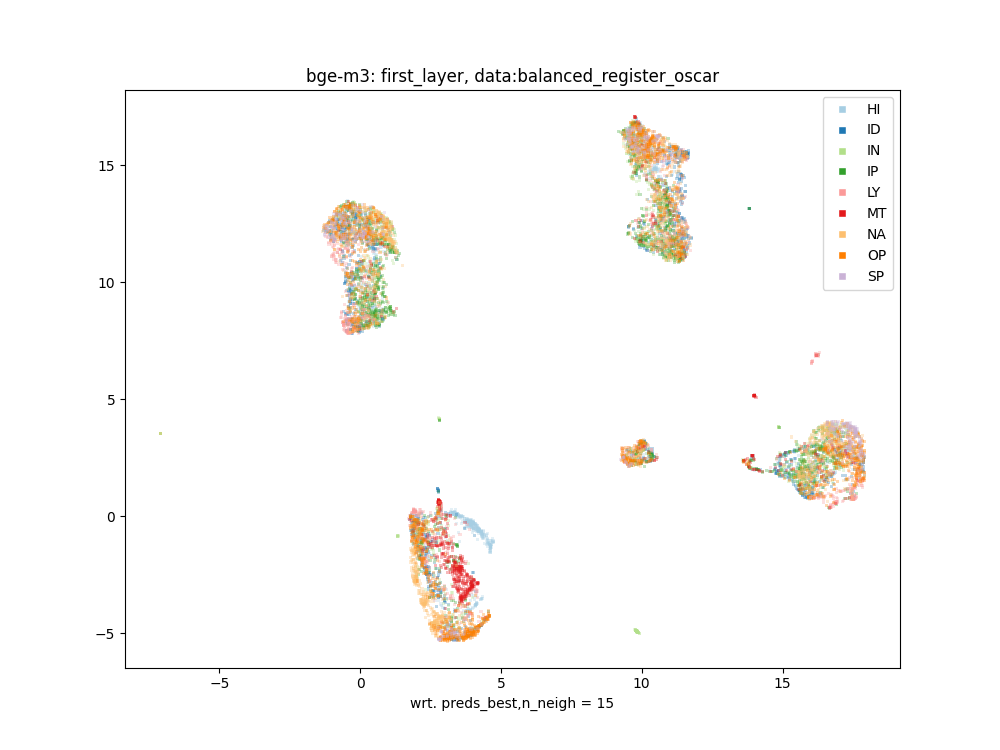 bge-m3: first_layer, data:balanced_register_oscar
HI
ID
IN
IP
LY
MT
NA
OP
SP
15
10
5
0
−5
−5
0
5
10
15
wrt. preds_best,n_neigh = 15